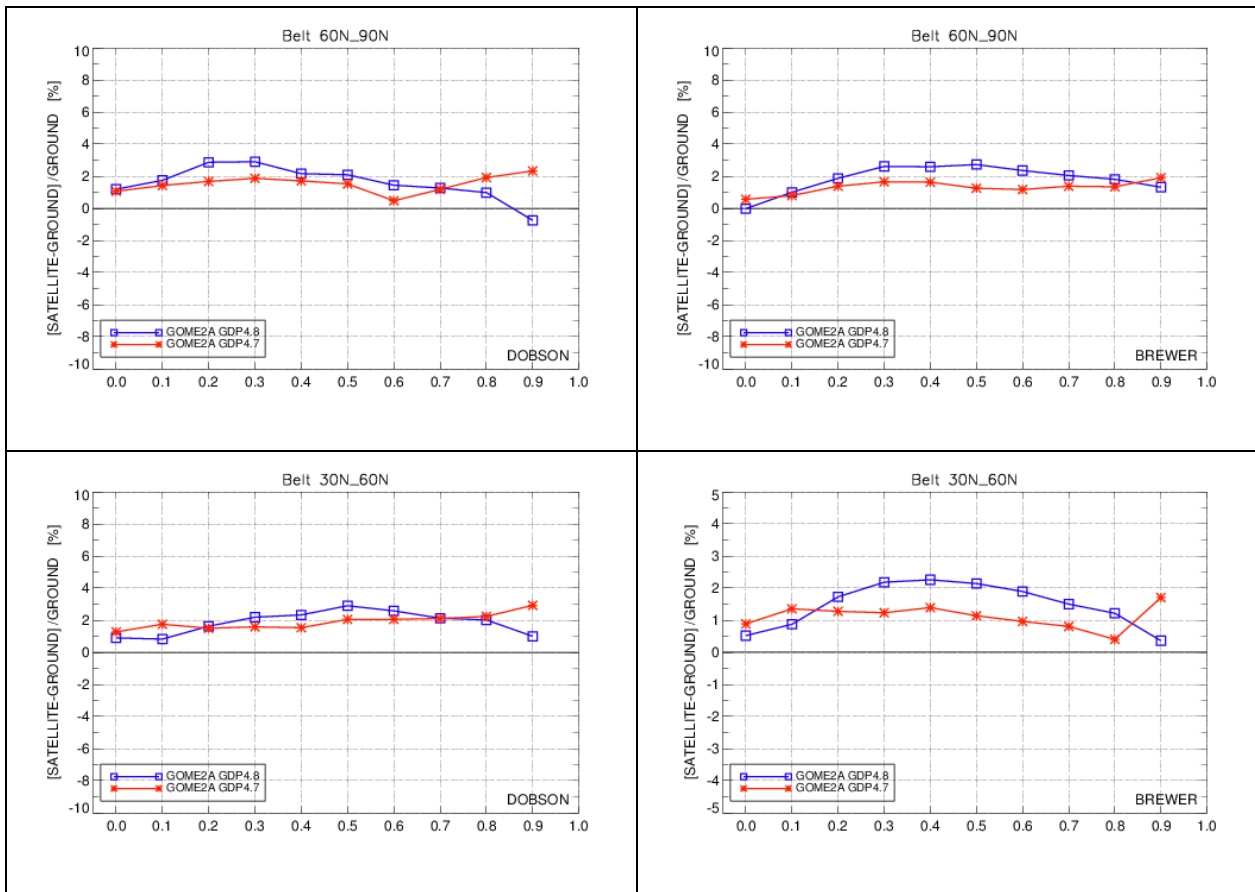 Belt 60N_90N
[SATELLITE-GROUND]/GROUND [%]
10
8
6
4
2
0
-2
-4
-6
-8
-10
GOME2A GDP4.8
GOME2A GDP4.7
DOBSON
0.0 0.1 0.2 0.3 0.4 0.5 0.6 0.7 0.8 0.9 1.0
Belt 60N_90N
[SATELLITE-GROUND]/GROUND [%]
10
8
6
4
2
0
-2
-4
-6
-8
-10
GOME2A GDP4.8
GOME2A GDP4.7
BREWER
0.0 0.1 0.2 0.3 0.4 0.5 0.6 0.7 0.8 0.9 1.0
Belt 30N_60N
[SATELLITE-GROUND]/GROUND [%]
10
8
6
4
2
0
-2
-4
-6
-8
-10
GOME2A GDP4.8
GOME2A GDP4.7
DOBSON
0.0 0.1 0.2 0.3 0.4 0.5 0.6 0.7 0.8 0.9 1.0
Belt 30N_60N
[SATELLITE-GROUND]/GROUND [%]
5
4
3
2
1
0
-1
-2
-3
-4
-5
GOME2A GDP4.8
GOME2A GDP4.7
BREWER
0.0 0.1 0.2 0.3 0.4 0.5 0.6 0.7 0.8 0.9 1.0